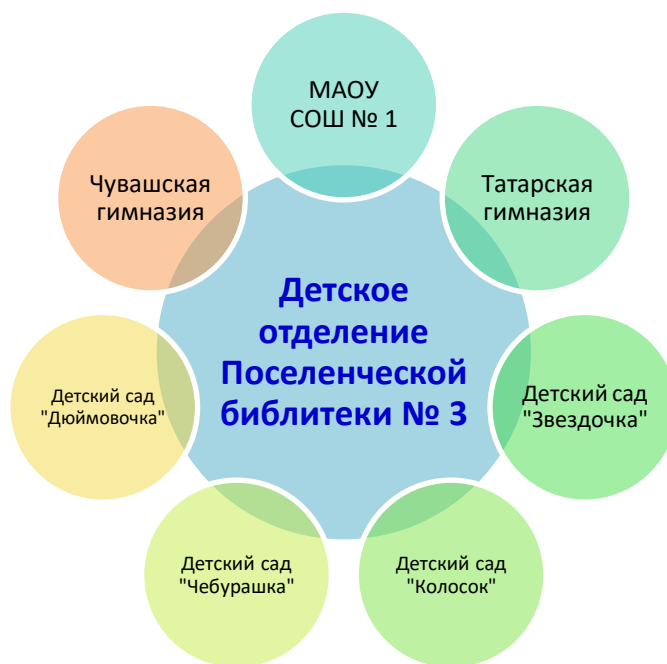 МАОУ
СОШ № 1
Татарская
гимназия
Детский сад
"Звездочка"
Детский сад
"Колосок"
Детский сад
"Чебурашка"
Детский сад
"Дюймовочка"
Чувашская
гимназия
Детское
отделение
Поселенческой
библитеки № 3